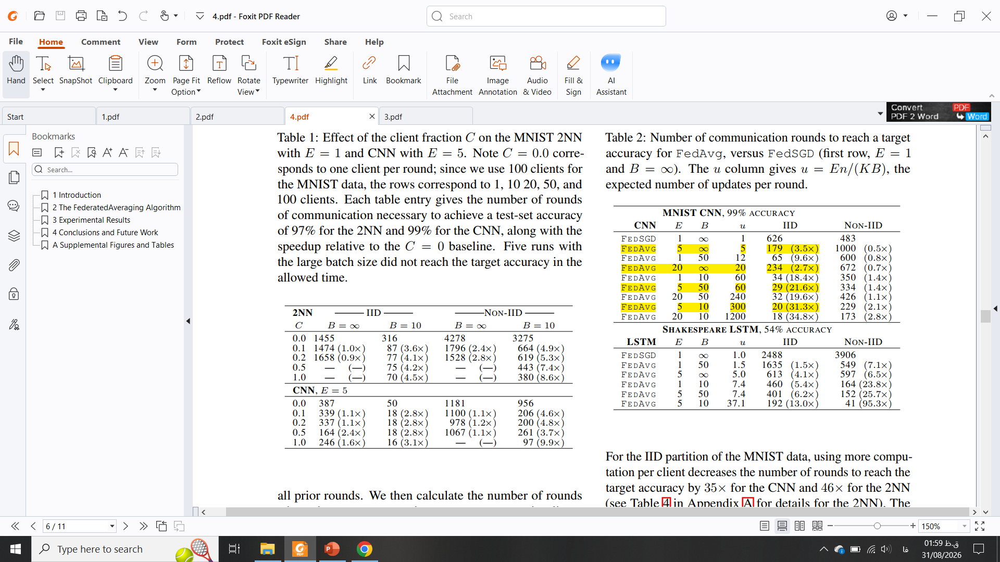 4.pdf - Foxit PDF Reader
Search
File Home Comment View Form Protect Foxit eSign Share Help
Hand
Select
SnapShot
Clipboard
Zoom
Page Fit
Option
Reflow
Rotate
View
Typewriter
Highlight
Link
Bookmark
File
Attachment
Image
Annotation
Audio
& Video
Fill &
Sign
AI
Assistant
Start
1.pdf
2.pdf
4.pdf
3.pdf
Convert PDF
PDF 2 Word Word
Bookmarks
Search...
1 Introduction
2 The FederatedAveraging Algorithm
3 Experimental Results
4 Conclusions and Future Work
A Supplemental Figures and Tables
Table 1: Effect of the client fraction C on the MNIST 2NN
with E = 1 and CNN with E = 5. Note C = 0.0 corre-
sponds to one client per round; since we use 100 clients for
the MNIST data, the rows correspond to 1, 10 20, 50, and
100 clients. Each table entry gives the number of rounds
of communication necessary to achieve a test-set accuracy
of 97% for the 2NN and 99% for the CNN, along with the
speedup relative to the C = 0 baseline. Five runs with
the large batch size did not reach the target accuracy in the
allowed time.
2NN IID NON-IID
C B = ∞ B = 10 B = ∞ B = 10
0.0 1455 316 4278 3275
0.1 1474 (1.0×) 87 (3.6×) 1796 (2.4×) 664 (4.9×)
0.2 1658 (0.9×) 77 (4.1×) 1528 (2.8×) 619 (5.3×)
0.5 — (—) 75 (4.2×) — (—) 443 (7.4×)
1.0 — (—) 70 (4.5×) — (—) 380 (8.6×)
CNN, E = 5
0.0 387 50 1181 956
0.1 339 (1.1×) 18 (2.8×) 1100 (1.1×) 206 (4.6×)
0.2 337 (1.1×) 18 (2.8×) 978 (1.2×) 200 (4.8×)
0.5 164 (2.4×) 18 (2.8×) 1067 (1.1×) 261 (3.7×)
1.0 246 (1.6×) 16 (3.1×) — (—) 97 (9.9×)
all prior rounds. We then calculate the number of rounds
Table 2: Number of communication rounds to reach a target
accuracy for FedAvg, versus FedSGD (first row, E = 1
and B = ∞). The u column gives u = En/(KB), the
expected number of updates per round.
MNIST CNN, 99% ACCURACY
CNN E B u IID NON-IID
FEDSGD 1 ∞ 1 626 483
FEDAVG 5 ∞ 5 179 (3.5×) 1000 (0.5×)
FEDAVG 1 50 12 65 (9.6×) 600 (0.8×)
FEDAVG 20 ∞ 20 234 (2.7×) 672 (0.7×)
FEDAVG 1 10 60 34 (18.4×) 350 (1.4×)
FEDAVG 5 50 60 29 (21.6×) 334 (1.4×)
FEDAVG 20 50 240 32 (19.6×) 426 (1.1×)
FEDAVG 5 10 300 20 (31.3×) 229 (2.1×)
FEDAVG 20 10 1200 18 (34.8×) 173 (2.8×)
SHAKESPEARE LSTM, 54% ACCURACY
LSTM E B u IID NON-IID
FEDSGD 1 ∞ 1.0 2488 3906
FEDAVG 1 50 1.5 1635 (1.5×) 549 (7.1×)
FEDAVG 5 ∞ 5.0 613 (4.1×) 597 (6.5×)
FEDAVG 1 10 7.4 460 (5.4×) 164 (23.8×)
FEDAVG 5 50 7.4 401 (6.2×) 152 (25.7×)
FEDAVG 5 10 37.1 192 (13.0×) 41 (95.3×)
For the IID partition of the MNIST data, using more compu-
tation per client decreases the number of rounds to reach the
target accuracy by 35× for the CNN and 46× for the 2NN
(see Table 4 in Appendix A for details for the 2NN). The
6 / 11
150%
Type here to search
فا
01:59 ق.ظ
31/08/2026